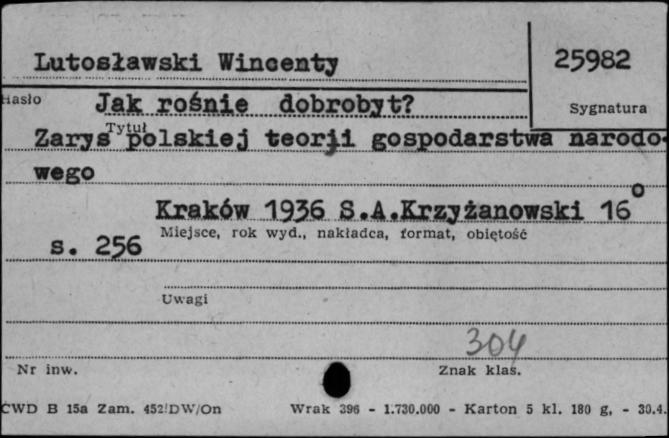 Lutosławski Wincenty
25982
Hasło
Jak rośnie dobrobyt?
Sygnatura
Tytuł
Zarys polskiej teorji gospodarstwa narodo-
wego
Kraków 1936 S.A.Krzyżanowski 16°
Miejsce, rok wyd., nakładca, format, objętość
s. 256
Uwagi
304
Nr inw.
Znak klas.
CWD B 15a Zam. 452/DW/On Wrak 396 - 1.730.000 - Karton 5 kl. 180 g, - 30.4.